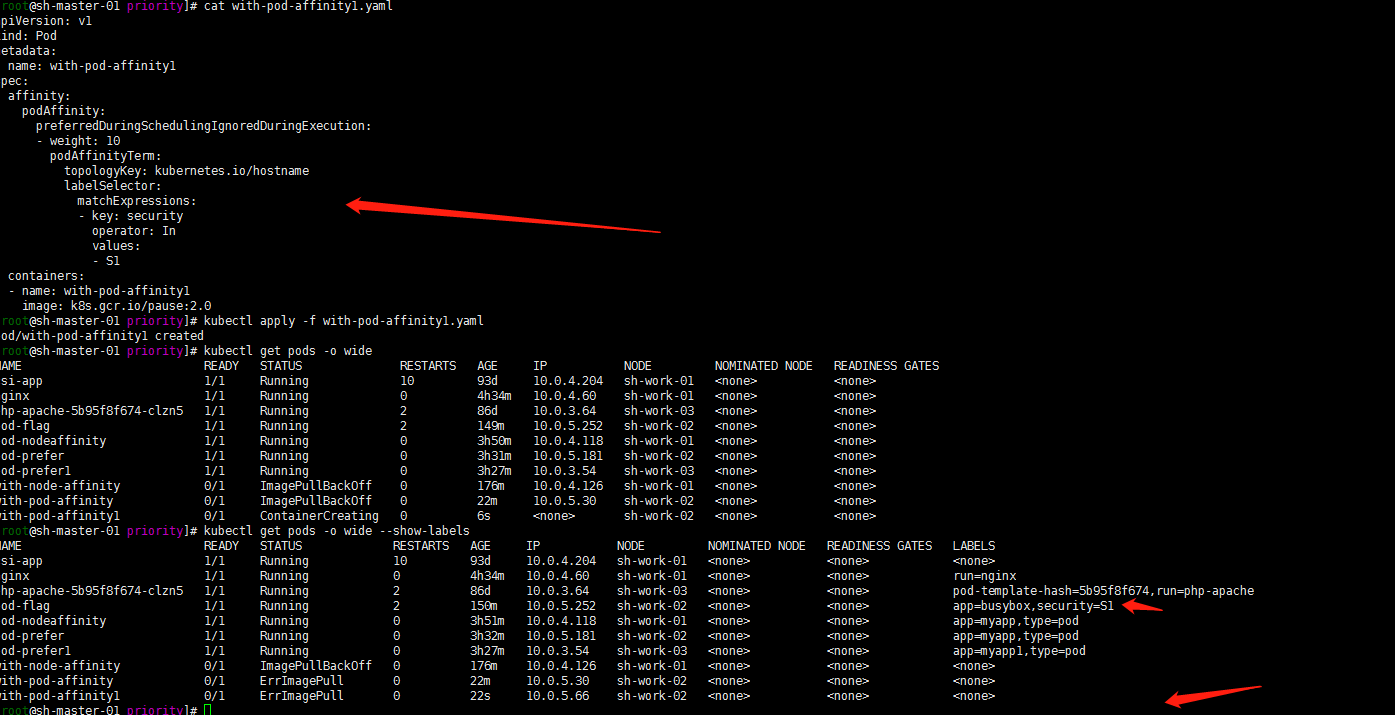 root@sh-master-01 priority]# cat with-pod-affinity1.yaml
piVersion: v1
ind: Pod
etadata:
name: with-pod-affinity1
pec:
affinity:
podAffinity:
preferredDuringSchedulingIgnoredDuringExecution:
- weight: 10
podAffinityTerm:
topologyKey: kubernetes.io/hostname
labelSelector:
matchExpressions:
- key: security
operator: In
values:
- S1
containers:
- name: with-pod-affinity1
image: k8s.gcr.io/pause:2.0
root@sh-master-01 priority]# kubectl apply -f with-pod-affinity1.yaml
od/with-pod-affinity1 created
root@sh-master-01 priority]# kubectl get pods -o wide
AME READY STATUS RESTARTS AGE IP NODE NOMINATED NODE READINESS GATES
si-app 1/1 Running 10 93d 10.0.4.204 sh-work-01 <none> <none>
ginx 1/1 Running 0 4h34m 10.0.4.60 sh-work-01 <none> <none>
hp-apache-5b95f8f674-clzn5 1/1 Running 2 86d 10.0.3.64 sh-work-03 <none> <none>
od-flag 1/1 Running 2 149m 10.0.5.252 sh-work-02 <none> <none>
od-nodeaffinity 1/1 Running 0 3h50m 10.0.4.118 sh-work-01 <none> <none>
od-prefer 1/1 Running 0 3h31m 10.0.5.181 sh-work-02 <none> <none>
od-prefer1 1/1 Running 0 3h27m 10.0.3.54 sh-work-03 <none> <none>
with-node-affinity 0/1 ImagePullBackOff 0 176m 10.0.4.126 sh-work-01 <none> <none>
with-pod-affinity 0/1 ImagePullBackOff 0 22m 10.0.5.30 sh-work-02 <none> <none>
with-pod-affinity1 0/1 ContainerCreating 0 6s <none> sh-work-02 <none> <none>
root@sh-master-01 priority]# kubectl get pods -o wide --show-labels
AME READY STATUS RESTARTS AGE IP NODE NOMINATED NODE READINESS GATES LABELS
si-app 1/1 Running 10 93d 10.0.4.204 sh-work-01 <none> <none> <none>
ginx 1/1 Running 0 4h34m 10.0.4.60 sh-work-01 <none> <none> run=nginx
hp-apache-5b95f8f674-clzn5 1/1 Running 2 86d 10.0.3.64 sh-work-03 <none> <none> pod-template-hash=5b95f8f674,run=php-apache
od-flag 1/1 Running 2 150m 10.0.5.252 sh-work-02 <none> <none> app=busybox,security=S1
od-nodeaffinity 1/1 Running 0 3h51m 10.0.4.118 sh-work-01 <none> <none> app=myapp,type=pod
od-prefer 1/1 Running 0 3h32m 10.0.5.181 sh-work-02 <none> <none> app=myapp,type=pod
od-prefer1 1/1 Running 0 3h27m 10.0.3.54 sh-work-03 <none> <none> app=myapp1,type=pod
with-node-affinity 0/1 ImagePullBackOff 0 176m 10.0.4.126 sh-work-01 <none> <none> <none>
with-pod-affinity 0/1 ErrImagePull 0 22m 10.0.5.30 sh-work-02 <none> <none> <none>
with-pod-affinity1 0/1 ErrImagePull 0 22s 10.0.5.66 sh-work-02 <none> <none> <none>
root@sh-master-01 priority]#